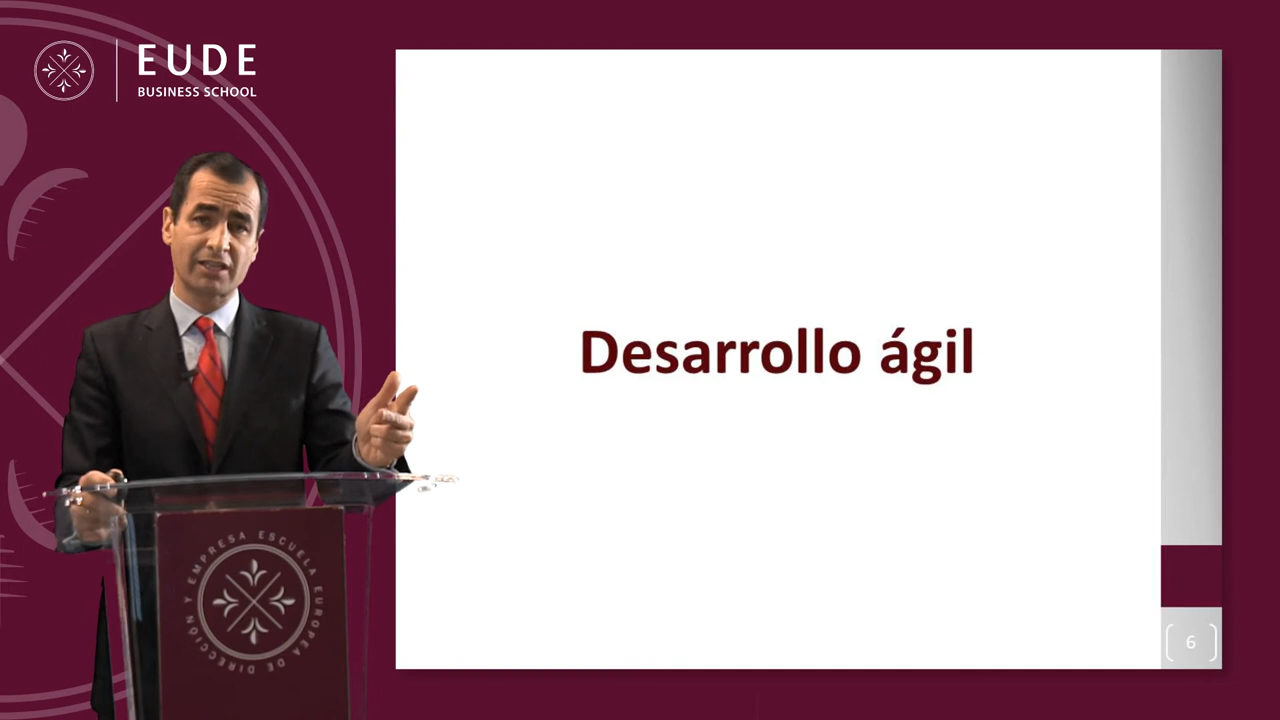 EUDE
BUSINESS SCHOOL
Desarrollo ágil
6
ESCUELA EUROPEA DE DIRECCIÓN Y EMPRESA